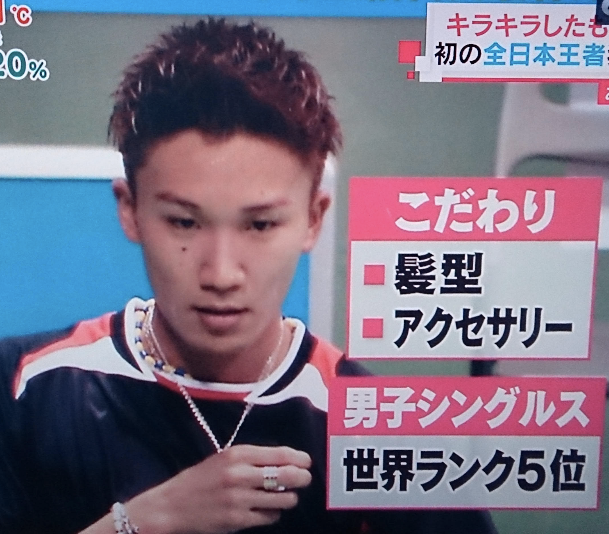 ℃
20%
キラキラしたも
初の全日本王者
こだわり
■髪型
■アクセサリー
男子シングルス
世界ランク5位